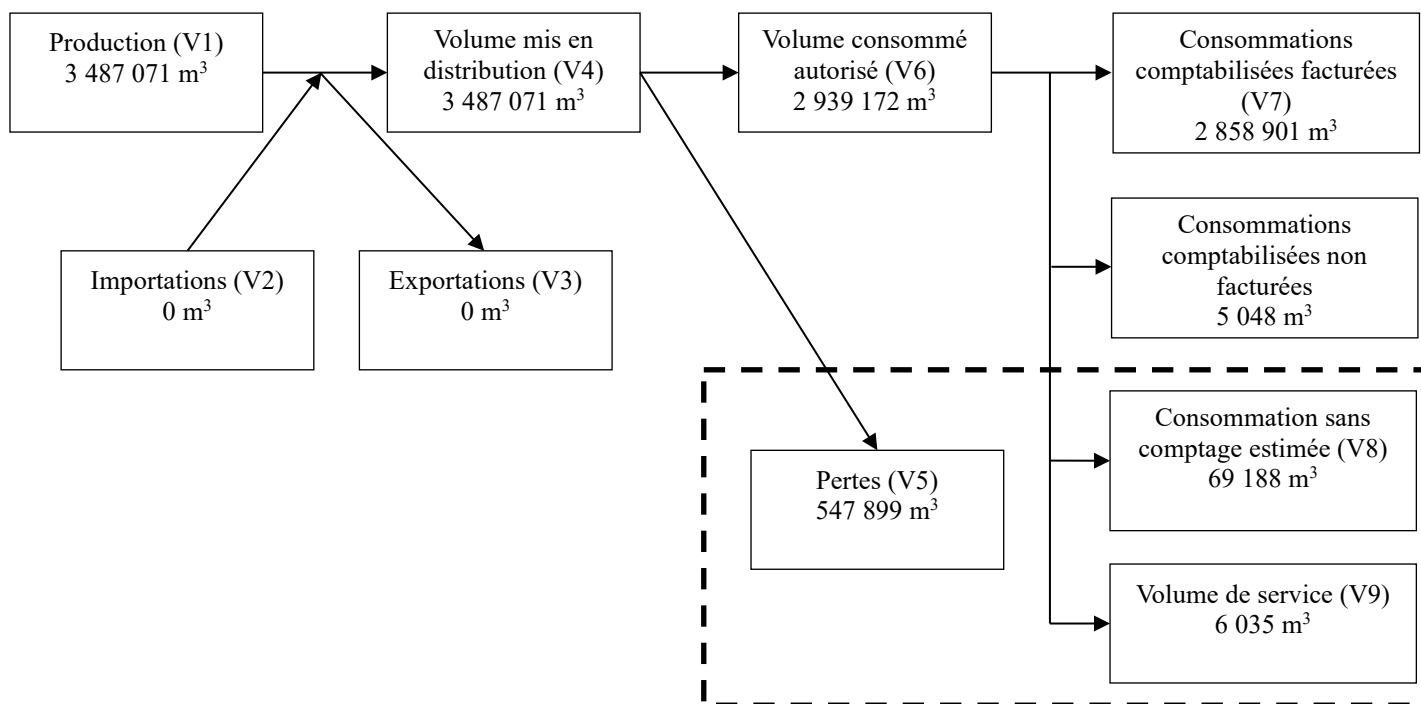 Production (V1)
3 487 071 m³
Volume mis en
distribution (V4)
3 487 071 m³
Volume consommé
autorisé (V6)
2 939 172 m³
Consommations
comptabilisées facturées
(V7)
2 858 901 m³
Importations (V2)
0 m³
Exportations (V3)
0 m³
Consommations
comptabilisées non
facturées
5 048 m³
Pertes (V5)
547 899 m³
Consommation sans
comptage estimée (V8)
69 188 m³
Volume de service (V9)
6 035 m³